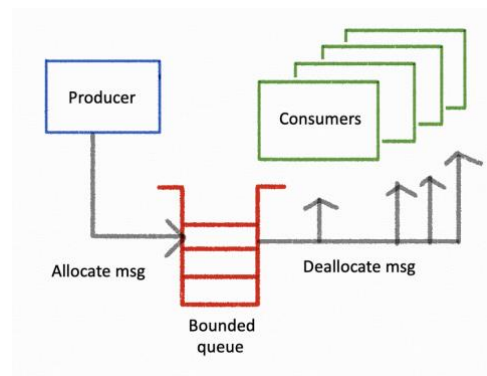 Producer
Consumers
Allocate msg
Deallocate msg
Bounded
queue